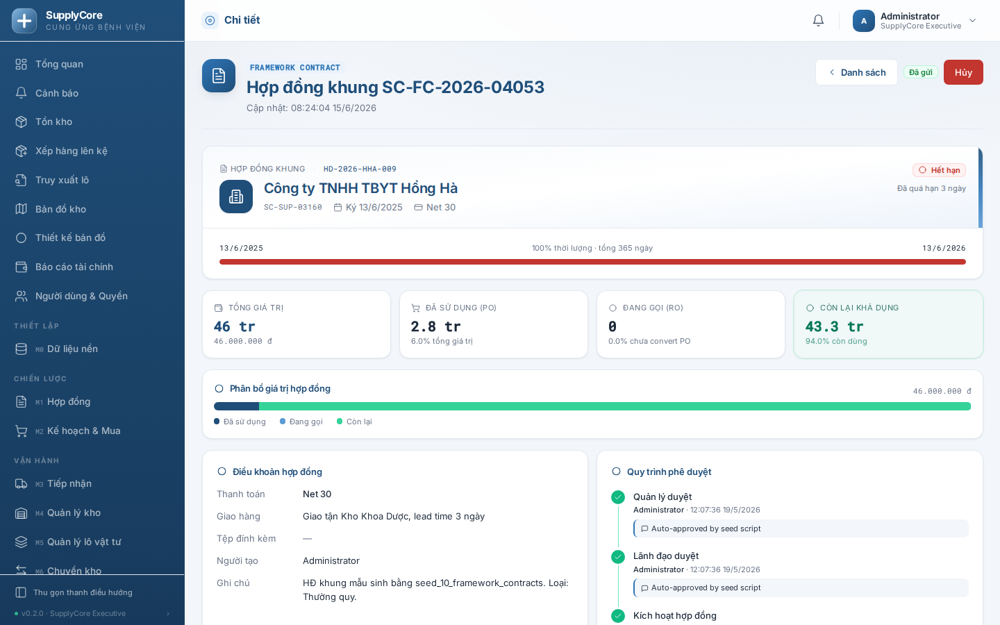 SupplyCore
CUNG ỨNG BỆNH VIỆN
Tổng quan
Cảnh báo
Tồn kho
Xếp hàng lên kệ
Truy xuất lô
Bản đồ kho
Thiết kế bản đồ
Báo cáo tài chính
Người dùng & Quyền
THIẾT LẬP
M0 Dữ liệu nền
CHIẾN LƯỢC
M1 Hợp đồng
M2 Kế hoạch & Mua
VẬN HÀNH
M3 Tiếp nhận
M4 Quản lý kho
M5 Quản lý lô vật tư
M6 Chuyển kho
Thu gọn thanh điều hướng
v0.2.0 · SupplyCore Executive
Chi tiết
A
Administrator
SupplyCore Executive
FRAMEWORK CONTRACT
Hợp đồng khung SC-FC-2026-04053
Cập nhật: 08:24:04 15/6/2026
Danh sách
Đã gửi
Hủy
HỢP ĐỒNG KHUNG · HD-2026-HHA-009
Công ty TNHH TBYT Hồng Hà
SC-SUP-03160 Ký 13/6/2025 Net 30
Hết hạn
Đã quá hạn 3 ngày
13/6/2025 100% thời lượng · tổng 365 ngày 13/6/2026
TỔNG GIÁ TRỊ
46 tr
46.000.000 đ
ĐÃ SỬ DỤNG (PO)
2.8 tr
6.0% tổng giá trị
ĐANG GỌI (RO)
0
0.0% chưa convert PO
CÒN LẠI KHẢ DỤNG
43.3 tr
94.0% còn dùng
Phân bổ giá trị hợp đồng 46.000.000 đ
Đã sử dụng Đang gọi Còn lại
Điều khoản hợp đồng
Thanh toán Net 30
Giao hàng Giao tận Kho Khoa Dược, lead time 3 ngày
Tệp đính kèm —
Người tạo Administrator
Ghi chú HĐ khung mẫu sinh bằng seed_10_framework_contracts. Loại:
Thường quy.
Quy trình phê duyệt
Quản lý duyệt
Administrator · 12:07:36 19/5/2026
Auto-approved by seed script
Lãnh đạo duyệt
Administrator · 12:07:36 19/5/2026
Auto-approved by seed script
Kích hoạt hợp đồng